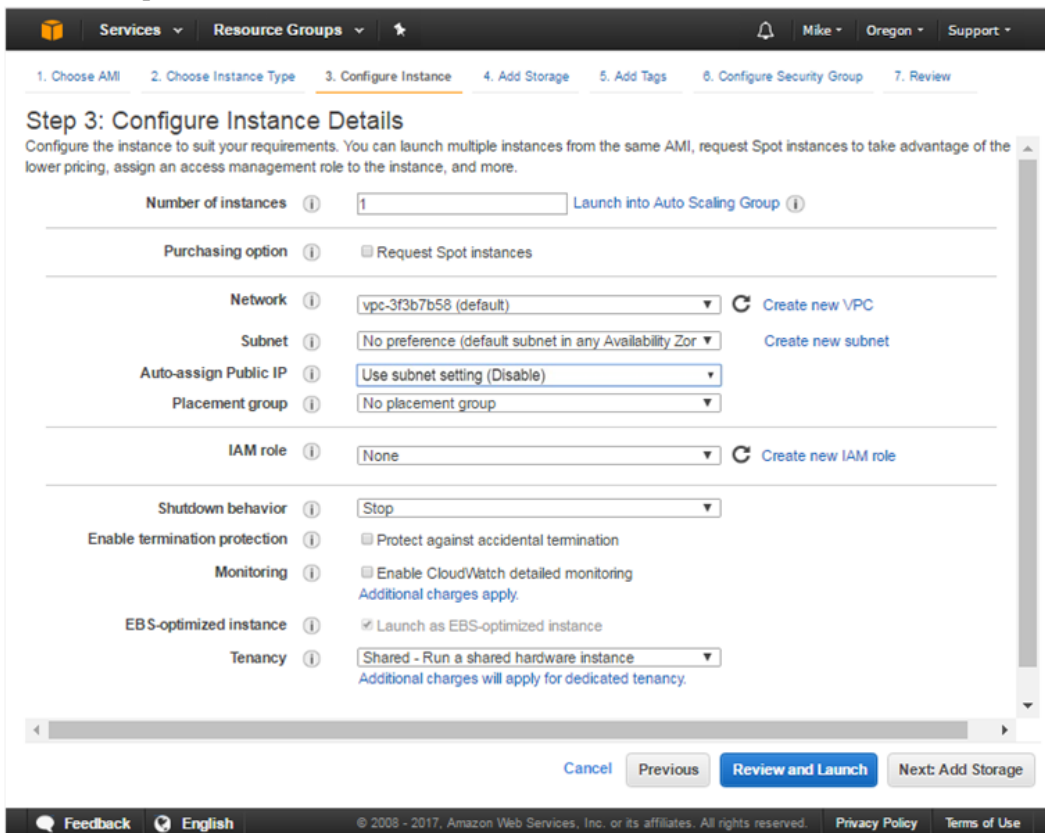 Services Resource Groups Mike Oregon Support
1. Choose AMI 2. Choose Instance Type 3. Configure Instance 4. Add Storage 5. Add Tags 6. Configure Security Group 7. Review
Step 3: Configure Instance Details
Configure the instance to suit your requirements. You can launch multiple instances from the same AMI, request Spot instances to take advantage of the
lower pricing, assign an access management role to the instance, and more.
Number of instances 1 Launch into Auto Scaling Group
Purchasing option Request Spot instances
Network vpc-3f3b7b58 (default) Create new VPC
Subnet No preference (default subnet in any Availability Zor Create new subnet
Auto-assign Public IP Use subnet setting (Disable)
Placement group No placement group
IAM role None Create new IAM role
Shutdown behavior Stop
Enable termination protection Protect against accidental termination
Monitoring Enable CloudWatch detailed monitoring
Additional charges apply.
EBS-optimized instance Launch as EBS-optimized instance
Tenancy Shared - Run a shared hardware instance
Additional charges will apply for dedicated tenancy.
Cancel Previous Review and Launch Next: Add Storage
Feedback English © 2008 - 2017, Amazon Web Services, Inc. or its affiliates. All rights reserved. Privacy Policy Terms of Use